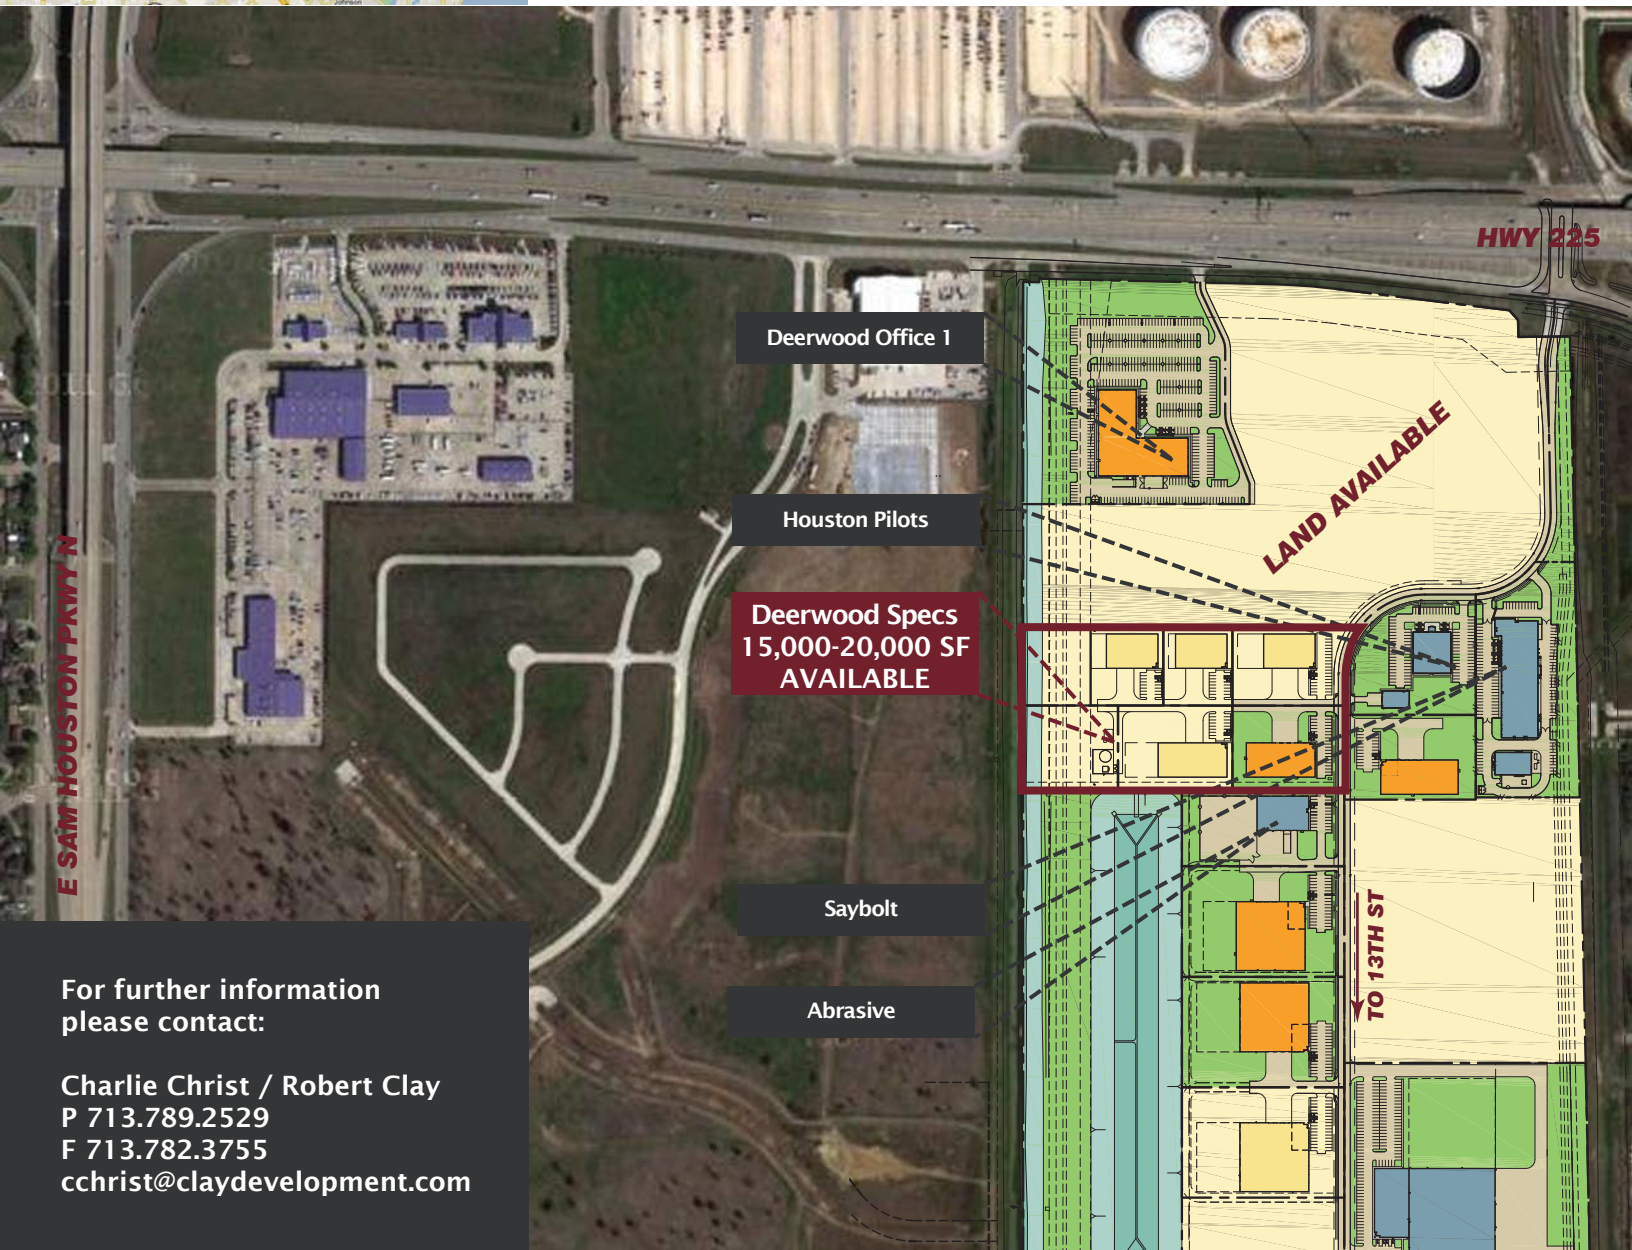 Johnson
HWY 225
Deerwood Office 1
LAND AVAILABLE
Houston Pilots
E SAM HOUSTON PKWY N
Deerwood Specs
15,000-20,000 SF
AVAILABLE
Saybolt
TO 13TH ST
Abrasive
For further information
please contact:
Charlie Christ / Robert Clay
P 713.789.2529
F 713.782.3755
cchrist@claydevelopment.com